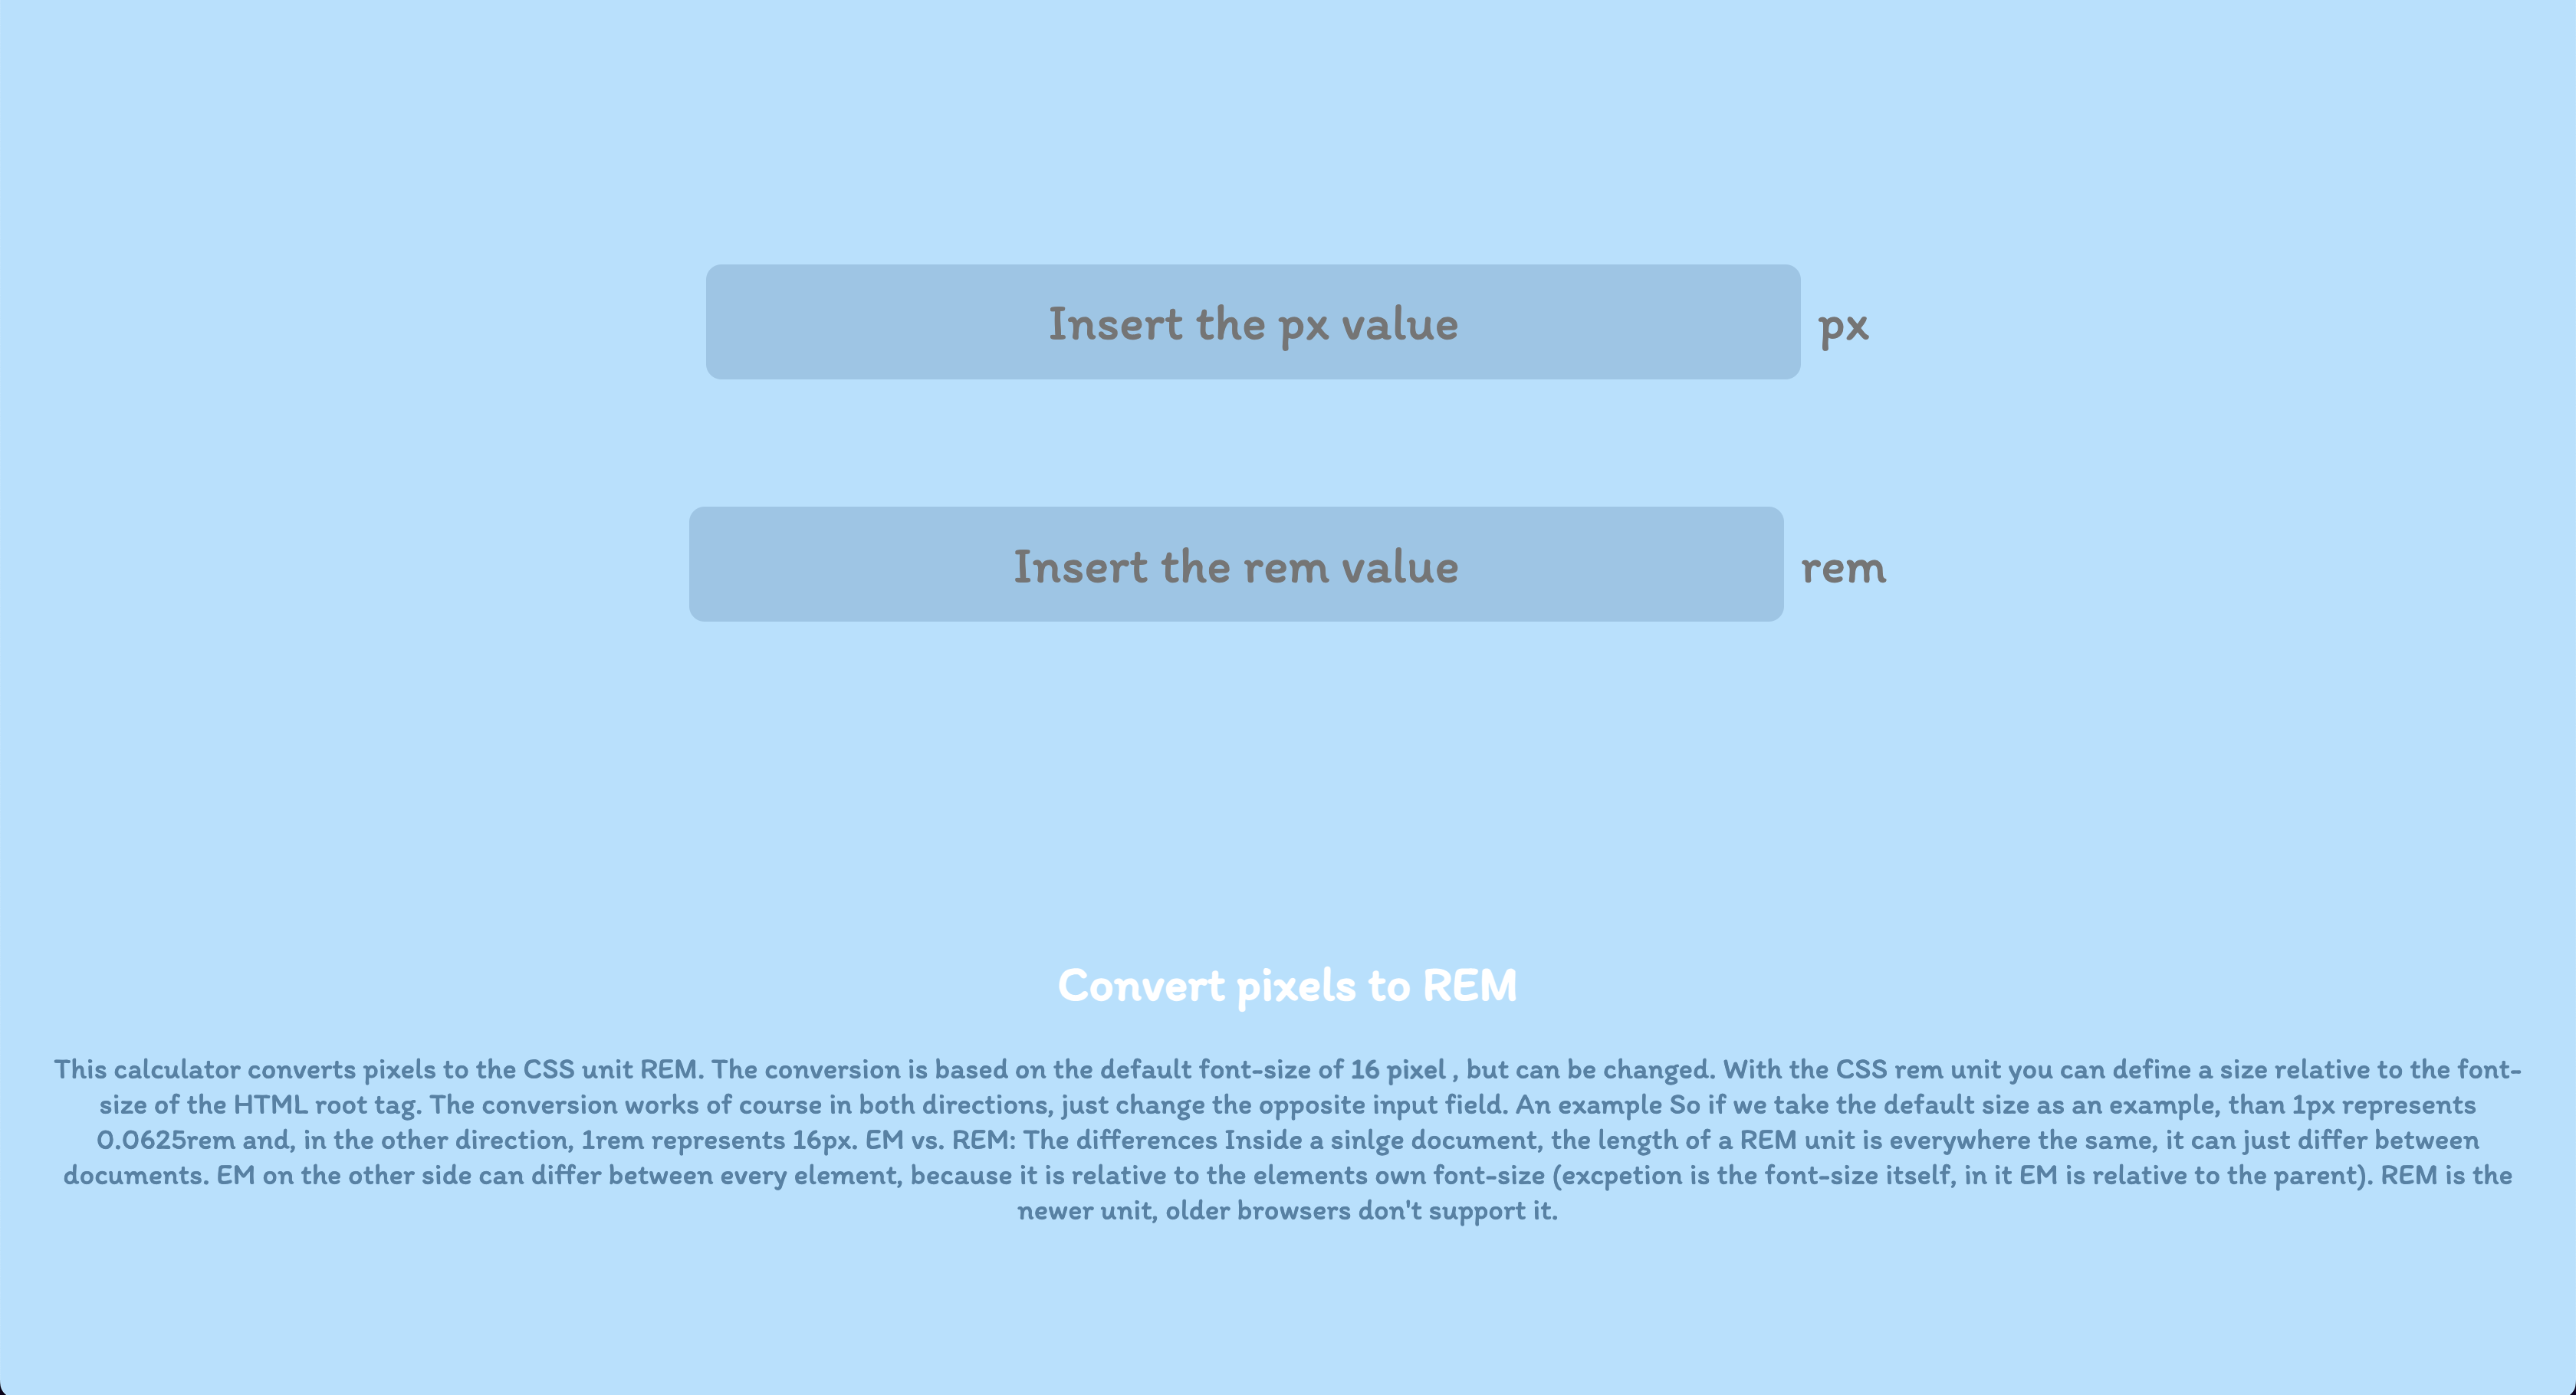 Insert the px value px
Insert the rem value rem
Convert pixels to REM
This calculator converts pixels to the CSS unit REM. The conversion is based on the default font-size of 16 pixel , but can be changed. With the CSS rem unit you can define a size relative to the font-
size of the HTML root tag. The conversion works of course in both directions, just change the opposite input field. An example So if we take the default size as an example, than 1px represents
0.0625rem and, in the other direction, 1rem represents 16px. EM vs. REM: The differences Inside a sinlge document, the length of a REM unit is everywhere the same, it can just differ between
documents. EM on the other side can differ between every element, because it is relative to the elements own font-size (excpetion is the font-size itself, in it EM is relative to the parent). REM is the
newer unit, older browsers don't support it.